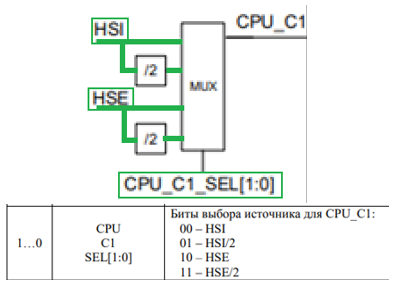 HSI
CPU_C1
/2
MUX
HSE
/2
CPU_C1_SEL[1:0]
1…0
CPU
C1
SEL[1:0]
Биты выбора источника для CPU_C1:
00 – HSI
01 – HSI/2
10 – HSE
11 – HSE/2